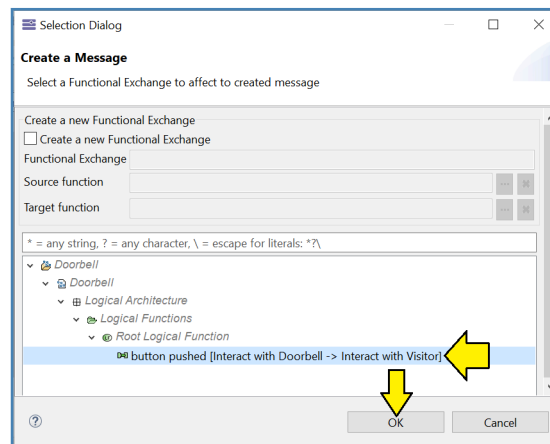 Selection Dialog
Create a Message
Select a Functional Exchange to affect to created message
Create a new Functional Exchange
Create a new Functional Exchange
Functional Exchange
Source function
...
Target function
...
* = any string, ? = any character, \ = escape for literals: *?\
Doorbell
Doorbell
Logical Architecture
Logical Functions
Root Logical Function
button pushed [Interact with Doorbell -> Interact with Visitor]
?
OK
Cancel